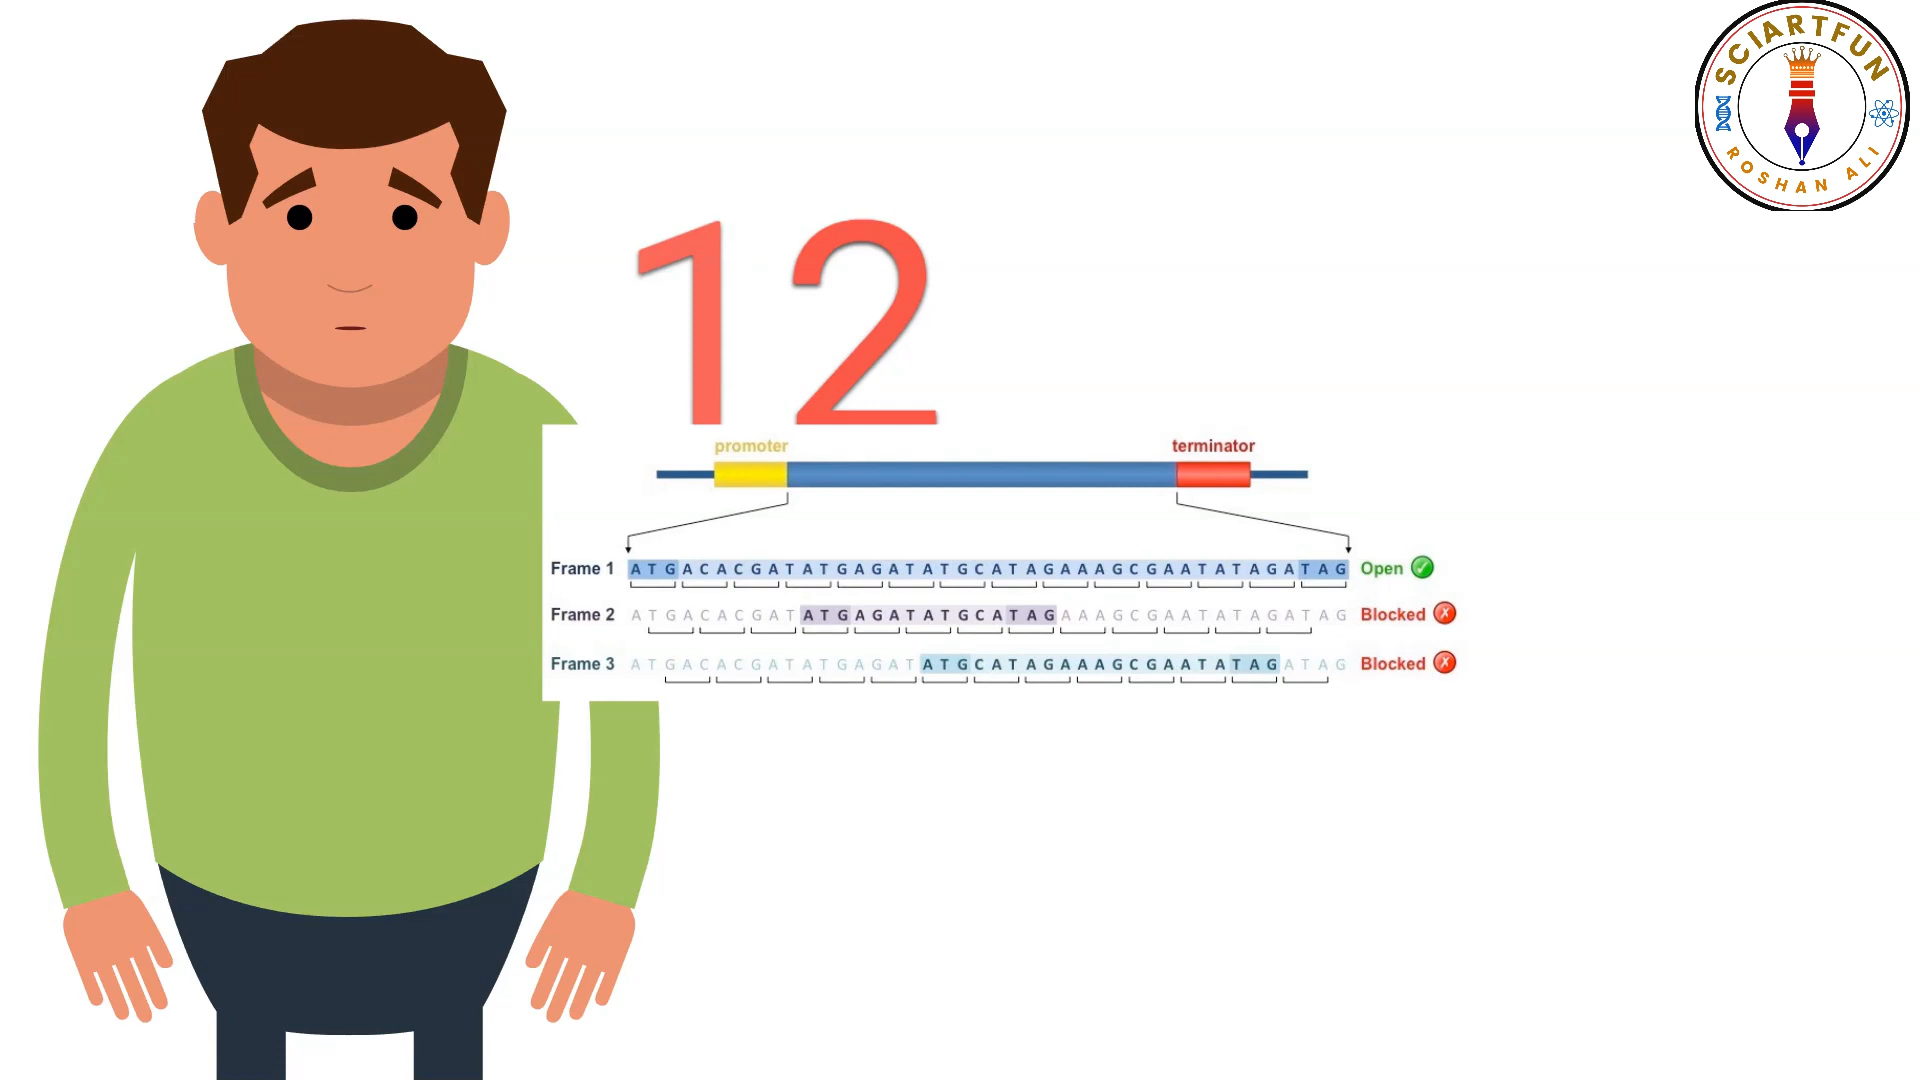 SCIARTFUN
ROSHAN ALI
12
promoter terminator
Frame 1 A T G A C A C G A T A T G A G A T A T G C A T A G A A A G C G A A T A T A G A T A G Open
Frame 2 A T G A C A C G A T A T G A G A T A T G C A T A G A A A G C G A A T A T A G A T A G Blocked
Frame 3 A T G A C A C G A T A T G A G A T A T G C A T A G A A A G C G A A T A T A G A T A G Blocked